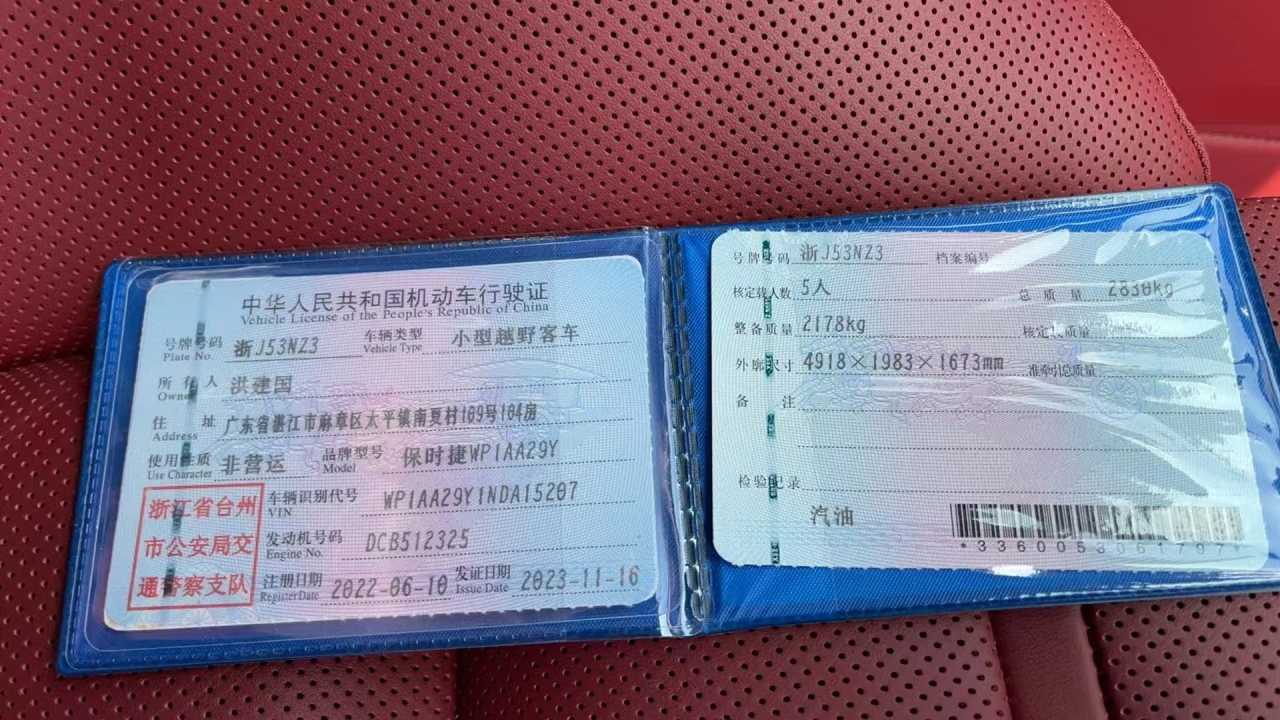 中华人民共和国机动车行驶证
Vehicle License of the People's Republic of China
号牌号码 浙J53NZ3 车辆类型 小型越野客车
Plate No. Vehicle Type
所有人 洪建国
Owner
住 址 广东省湛江市麻章区太平镇南夏村169号104房
Address
使用性质 非营运 品牌型号 保时捷WP1AA29Y
Use Character Model
浙江省台州
市公安局交
通警察支队
车辆识别代号 WP1AA29Y1NDA15207
VIN
发动机号码 DCB512325
Engine No.
注册日期 2022-06-10 发证日期 2023-11-16
Register Date Issue Date
号牌号码 浙J53NZ3 档案编号
核定载人数 5人 总质量 2830kg
整备质量 2178kg 核定载质量
外廓尺寸 4918×1983×1673mm 准牵引总质量
备 注
检验记录
汽油
*3360053061797*